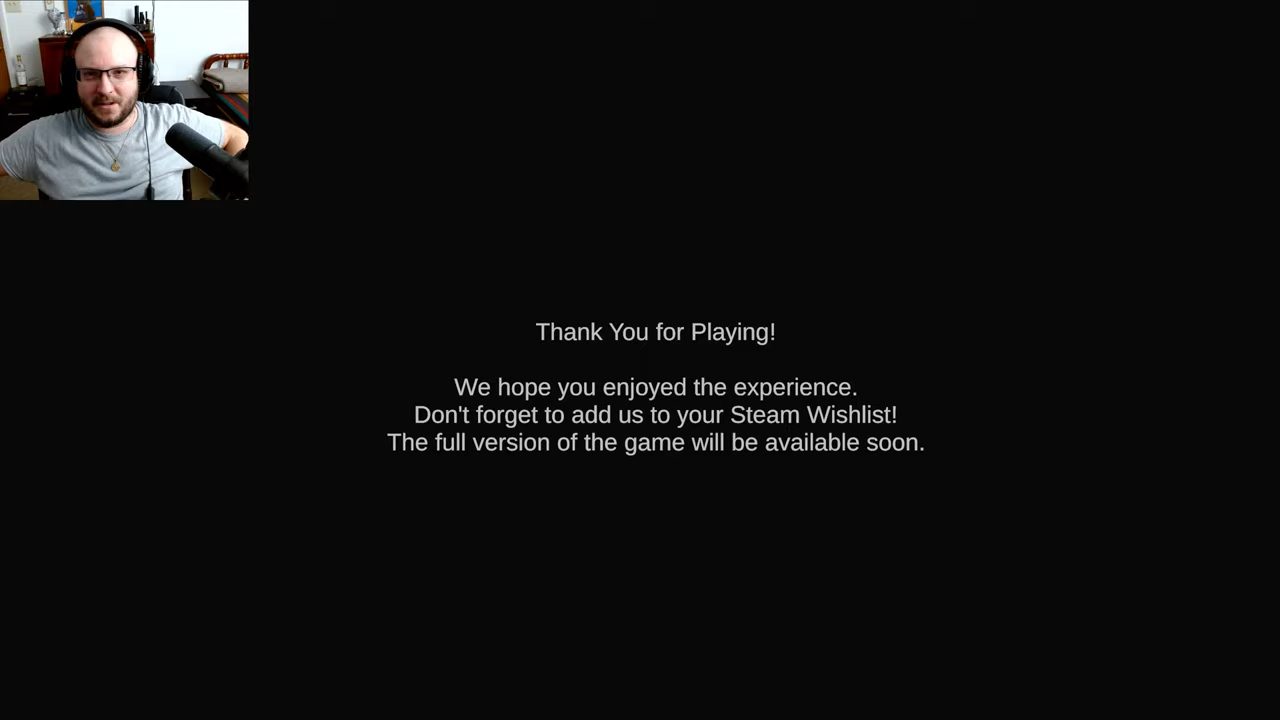 Thank You for Playing!
We hope you enjoyed the experience.
Don't forget to add us to your Steam Wishlist!
The full version of the game will be available soon.